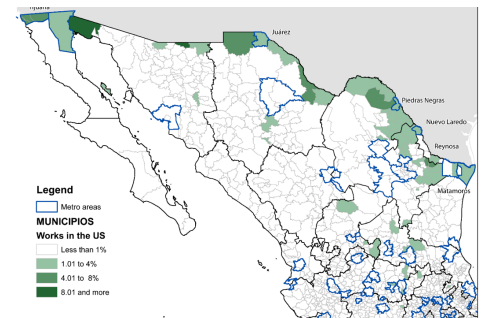 Tijuana
Juárez
Piedras Negras
Nuevo Laredo
Reynosa
Matamoros
Legend
Metro areas
MUNICIPIOS
Works in the US
Less than 1%
1.01 to 4%
4.01 to 8%
8.01 and more